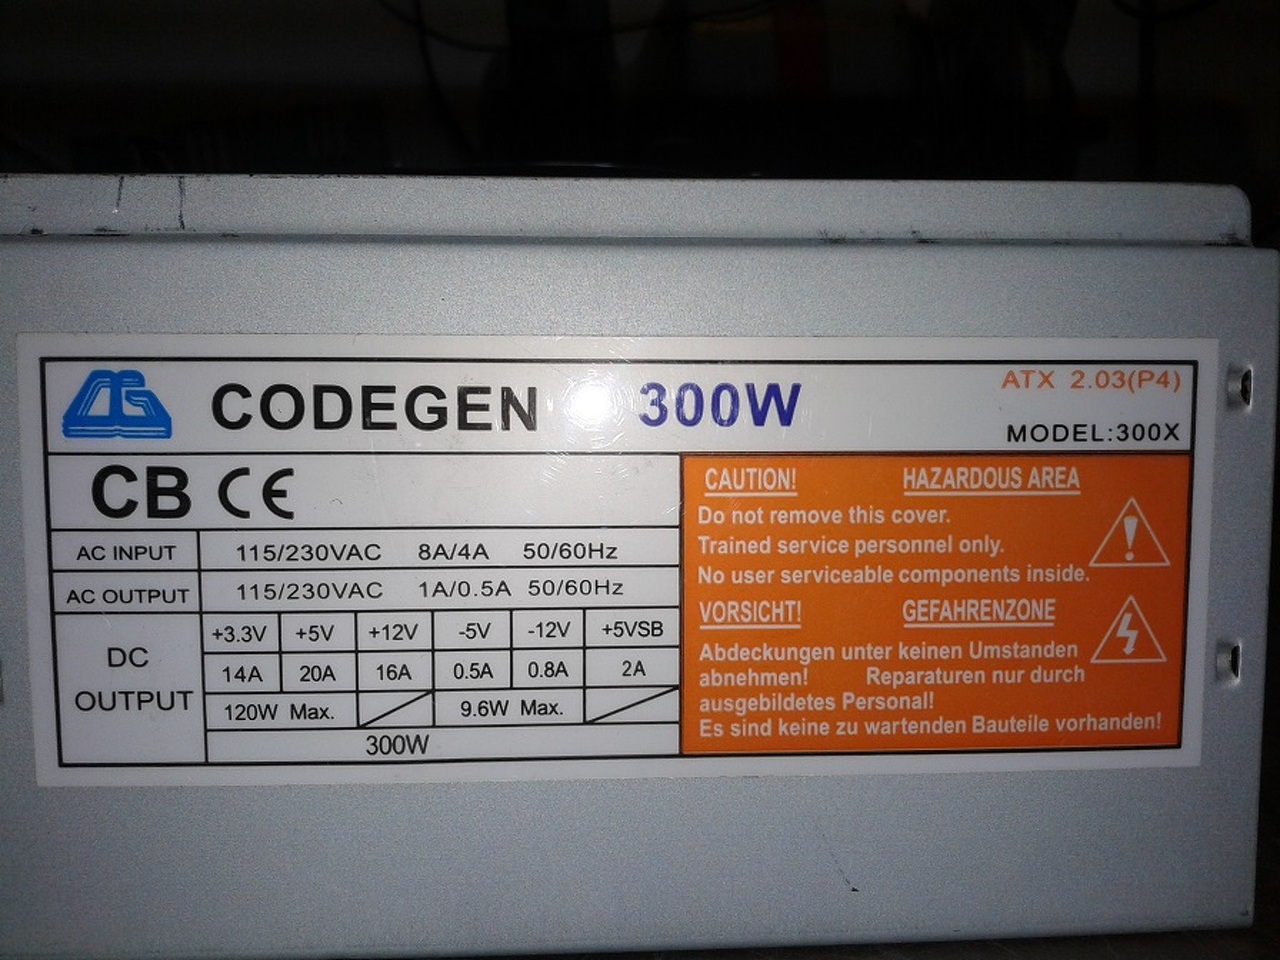 CODEGEN 300W
ATX 2.03(P4)
MODEL:300X
CB CE
AC INPUT 115/230VAC 8A/4A 50/60Hz
AC OUTPUT 115/230VAC 1A/0.5A 50/60Hz
DC OUTPUT
+3.3V +5V +12V -5V -12V +5VSB
14A 20A 16A 0.5A 0.8A 2A
120W Max. 9.6W Max.
300W
CAUTION! HAZARDOUS AREA
Do not remove this cover.
Trained service personnel only.
No user serviceable components inside.
VORSICHT! GEFAHRENZONE
Abdeckungen unter keinen Umstanden
abnehmen! Reparaturen nur durch
ausgebildetes Personal!
Es sind keine zu wartenden Bauteile vorhanden!